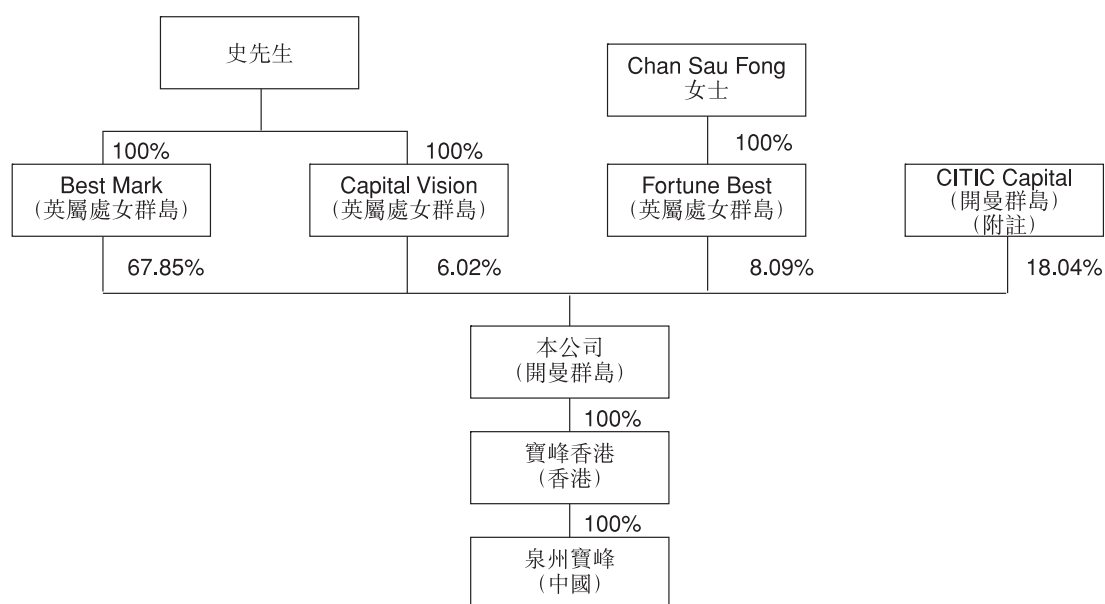 史先生
Chan Sau Fong
女士
100%
100%
100%
Best Mark
(英屬處女群島)
Capital Vision
(英屬處女群島)
Fortune Best
(英屬處女群島)
CITIC Capital
(開曼群島)
(附註)
67.85%
6.02%
8.09%
18.04%
本公司
(開曼群島)
100%
寶峰香港
(香港)
100%
泉州寶峰
(中國)